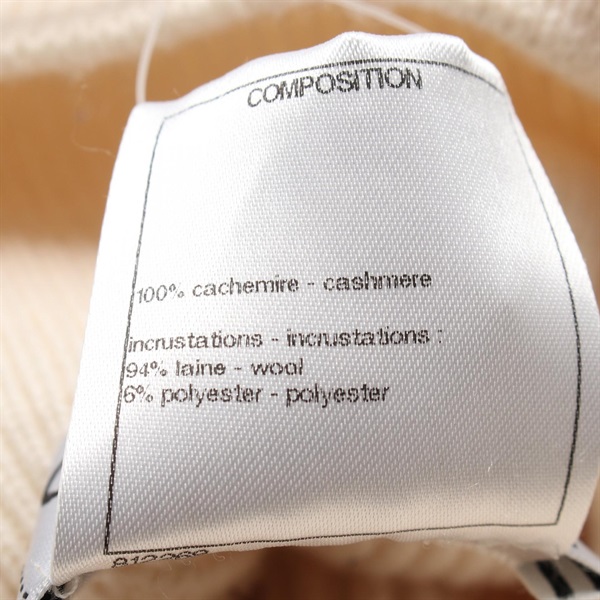 COMPOSITION
100% cachemire - cashmere
incrustations - incrustations :
94% laine - wool
6% polyester - polyester